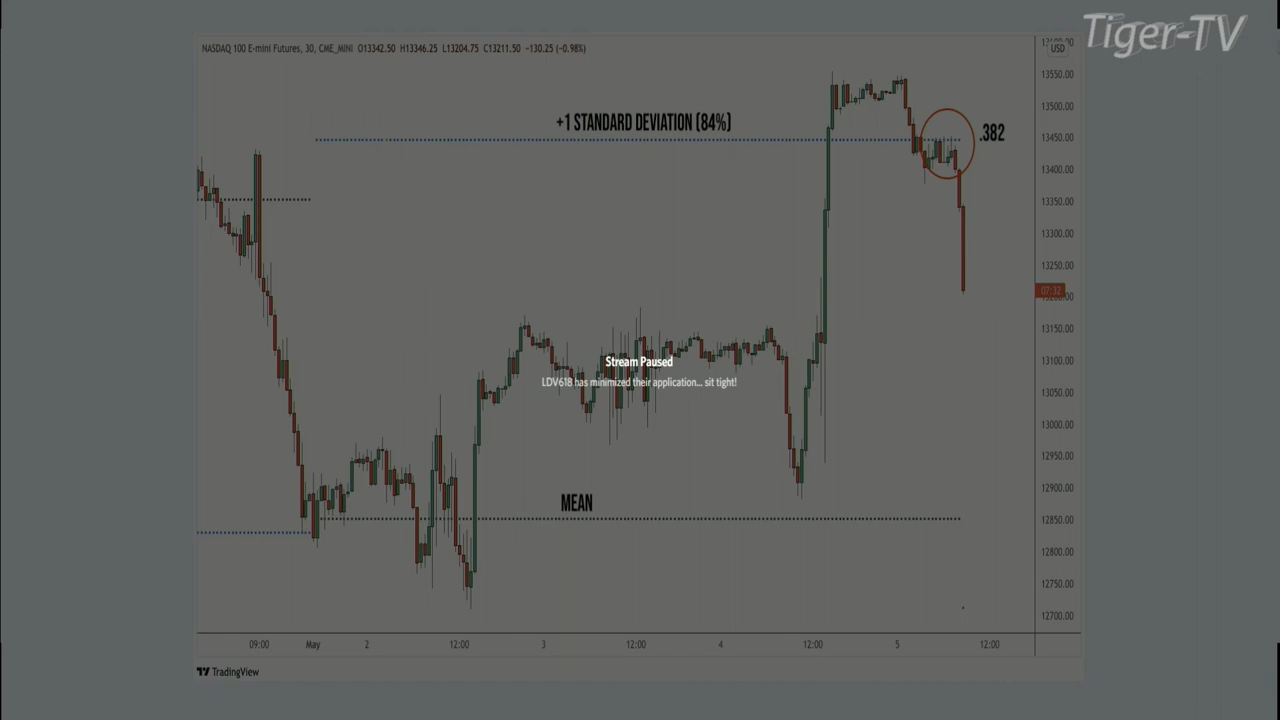 Tiger-TV
NASDAQ 100 E-mini Futures, 30, CME_MINI O13342.50 H13346.25 L13204.75 C13211.50 −130.25 (−0.98%)
USD
13550.00
+1 STANDARD DEVIATION (84%)
13500.00
.382
13450.00
13400.00
13350.00
13300.00
13250.00
07:32
13150.00
Stream Paused
13100.00
LDV618 has minimized their application... sit tight!
13050.00
13000.00
12950.00
12900.00
MEAN
12850.00
12800.00
12750.00
12700.00
09:00 May 2 12:00 3 12:00 4 12:00 5 12:00
TradingView